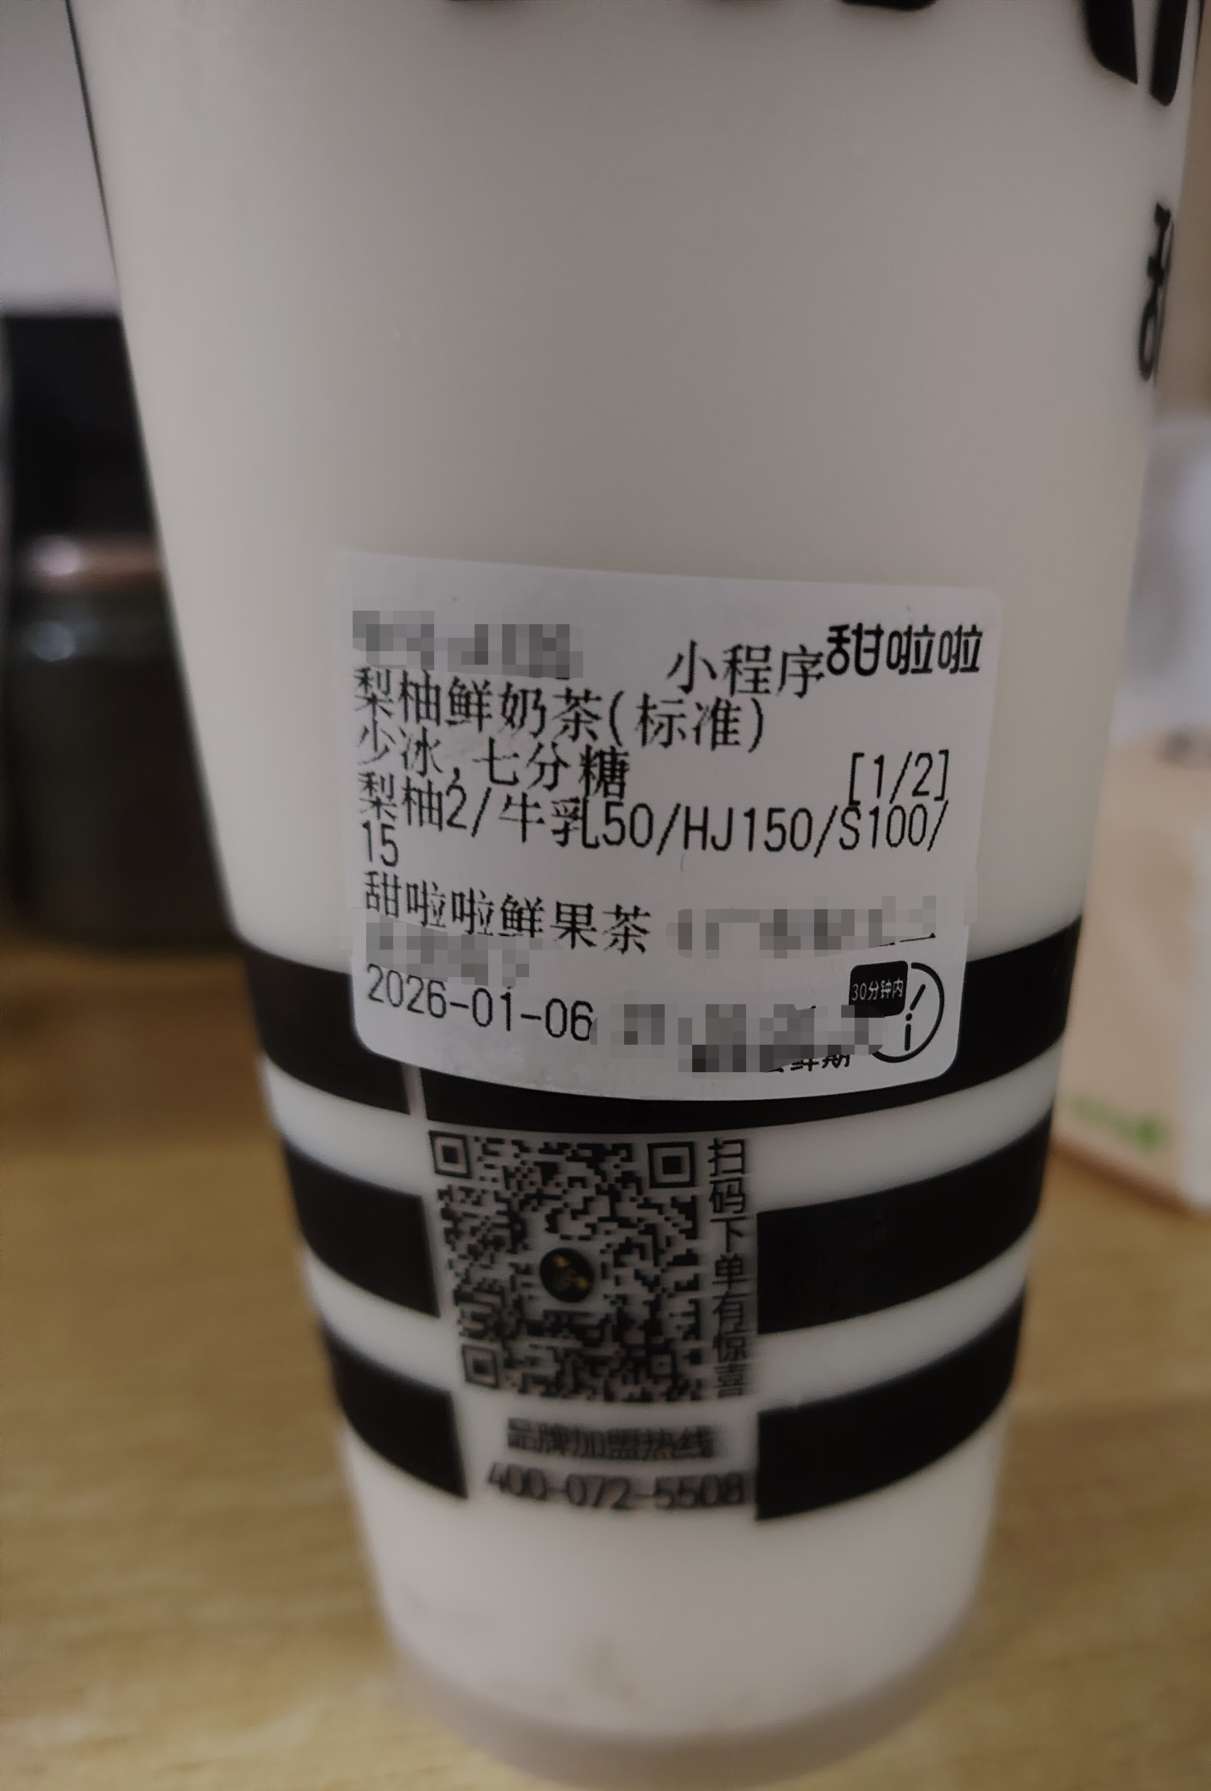 小程序甜啦啦
梨柚鲜奶茶(标准)
少冰,七分糖 [1/2]
梨柚2/牛乳50/HJ150/S100/
15
甜啦啦鲜果茶
30分钟内
2026-01-06
鲜期
扫码下单有惊喜
品牌加盟热线
400-072-5508